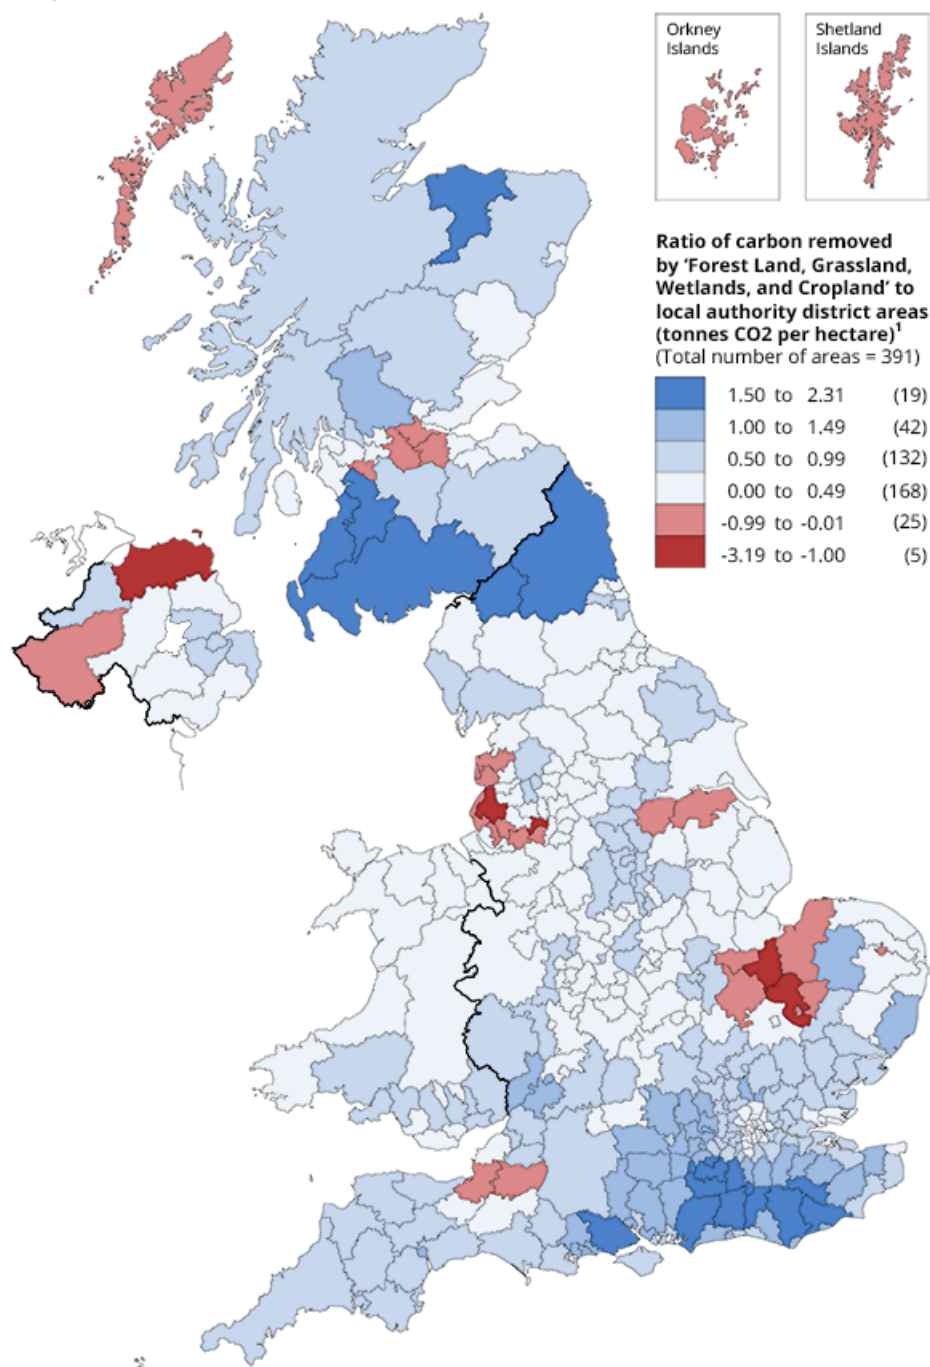 Orkney
Islands
Shetland
Islands
Ratio of carbon removed
by ‘Forest Land, Grassland,
Wetlands, and Cropland’ to
local authority district areas
(tonnes CO2 per hectare)¹
(Total number of areas = 391)
1.50 to 2.31 (19)
1.00 to 1.49 (42)
0.50 to 0.99 (132)
0.00 to 0.49 (168)
-0.99 to -0.01 (25)
-3.19 to -1.00 (5)